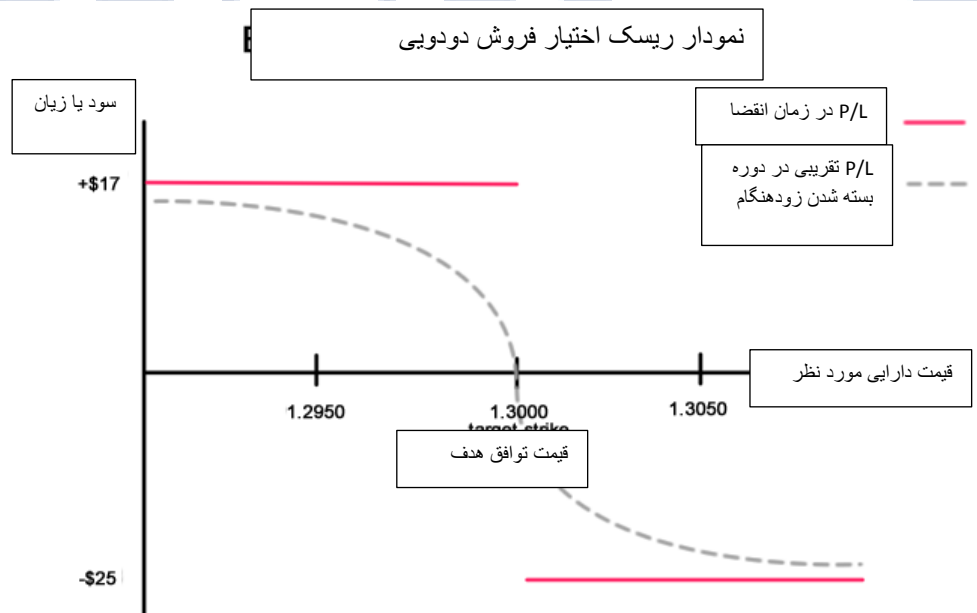 نمودار ریسک اختیار فروش دودویی
سود یا زیان
P/L در زمان انقضا
P/L تقریبی در دوره
بسته شدن زودهنگام
+$17
قیمت دارایی مورد نظر
1.2950
1.3000
1.3050
target strike
قیمت توافق هدف
-$25